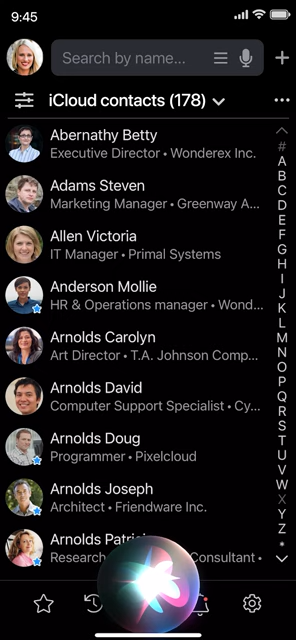 9:45
Search by name...
iCloud contacts (178)
Abernathy Betty
Executive Director • Wonderex Inc.
Adams Steven
Marketing Manager • Greenway A...
Allen Victoria
IT Manager • Primal Systems
Anderson Mollie
HR & Operations manager • Wond...
Arnolds Carolyn
Art Director • T.A. Johnson Comp...
Arnolds David
Computer Support Specialist • Cy...
Arnolds Doug
Programmer • Pixelcloud
Arnolds Joseph
Architect • Friendware Inc.
Arnolds
Research Consultant •
#
A
B
C
D
E
F
G
H
I
J
K
L
M
N
O
P
Q
R
S
T
U
V
W
X
Y
Z